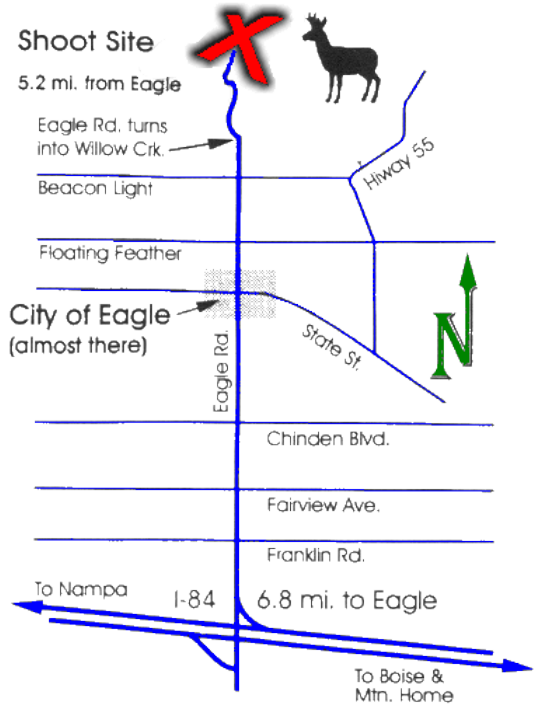 Shoot Site
5.2 mi. from Eagle
Eagle Rd. turns
into Willow Crk.
Hiway 55
Beacon Light
Floating Feather
City of Eagle
(almost there)
N
State St.
Eagle Rd.
Chinden Blvd.
Fairview Ave.
Franklin Rd.
To Nampa
I-84
6.8 mi. to Eagle
To Boise &
Mtn. Home